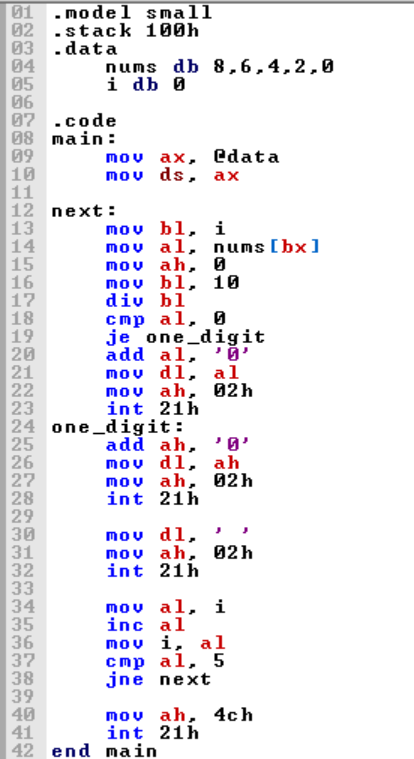 01 .model small
02 .stack 100h
03 .data
04     nums db 8,6,4,2,0
05     i db 0
06
07 .code
08 main:
09     mov ax, @data
10     mov ds, ax
11
12 next:
13     mov bl, i
14     mov al, nums[bx]
15     mov ah, 0
16     mov bl, 10
17     div bl
18     cmp al, 0
19     je one_digit
20     add al, '0'
21     mov dl, al
22     mov ah, 02h
23     int 21h
24 one_digit:
25     add ah, '0'
26     mov dl, ah
27     mov ah, 02h
28     int 21h
29
30     mov dl, ' '
31     mov ah, 02h
32     int 21h
33
34     mov al, i
35     inc al
36     mov i, al
37     cmp al, 5
38     jne next
39
40     mov ah, 4ch
41     int 21h
42 end main